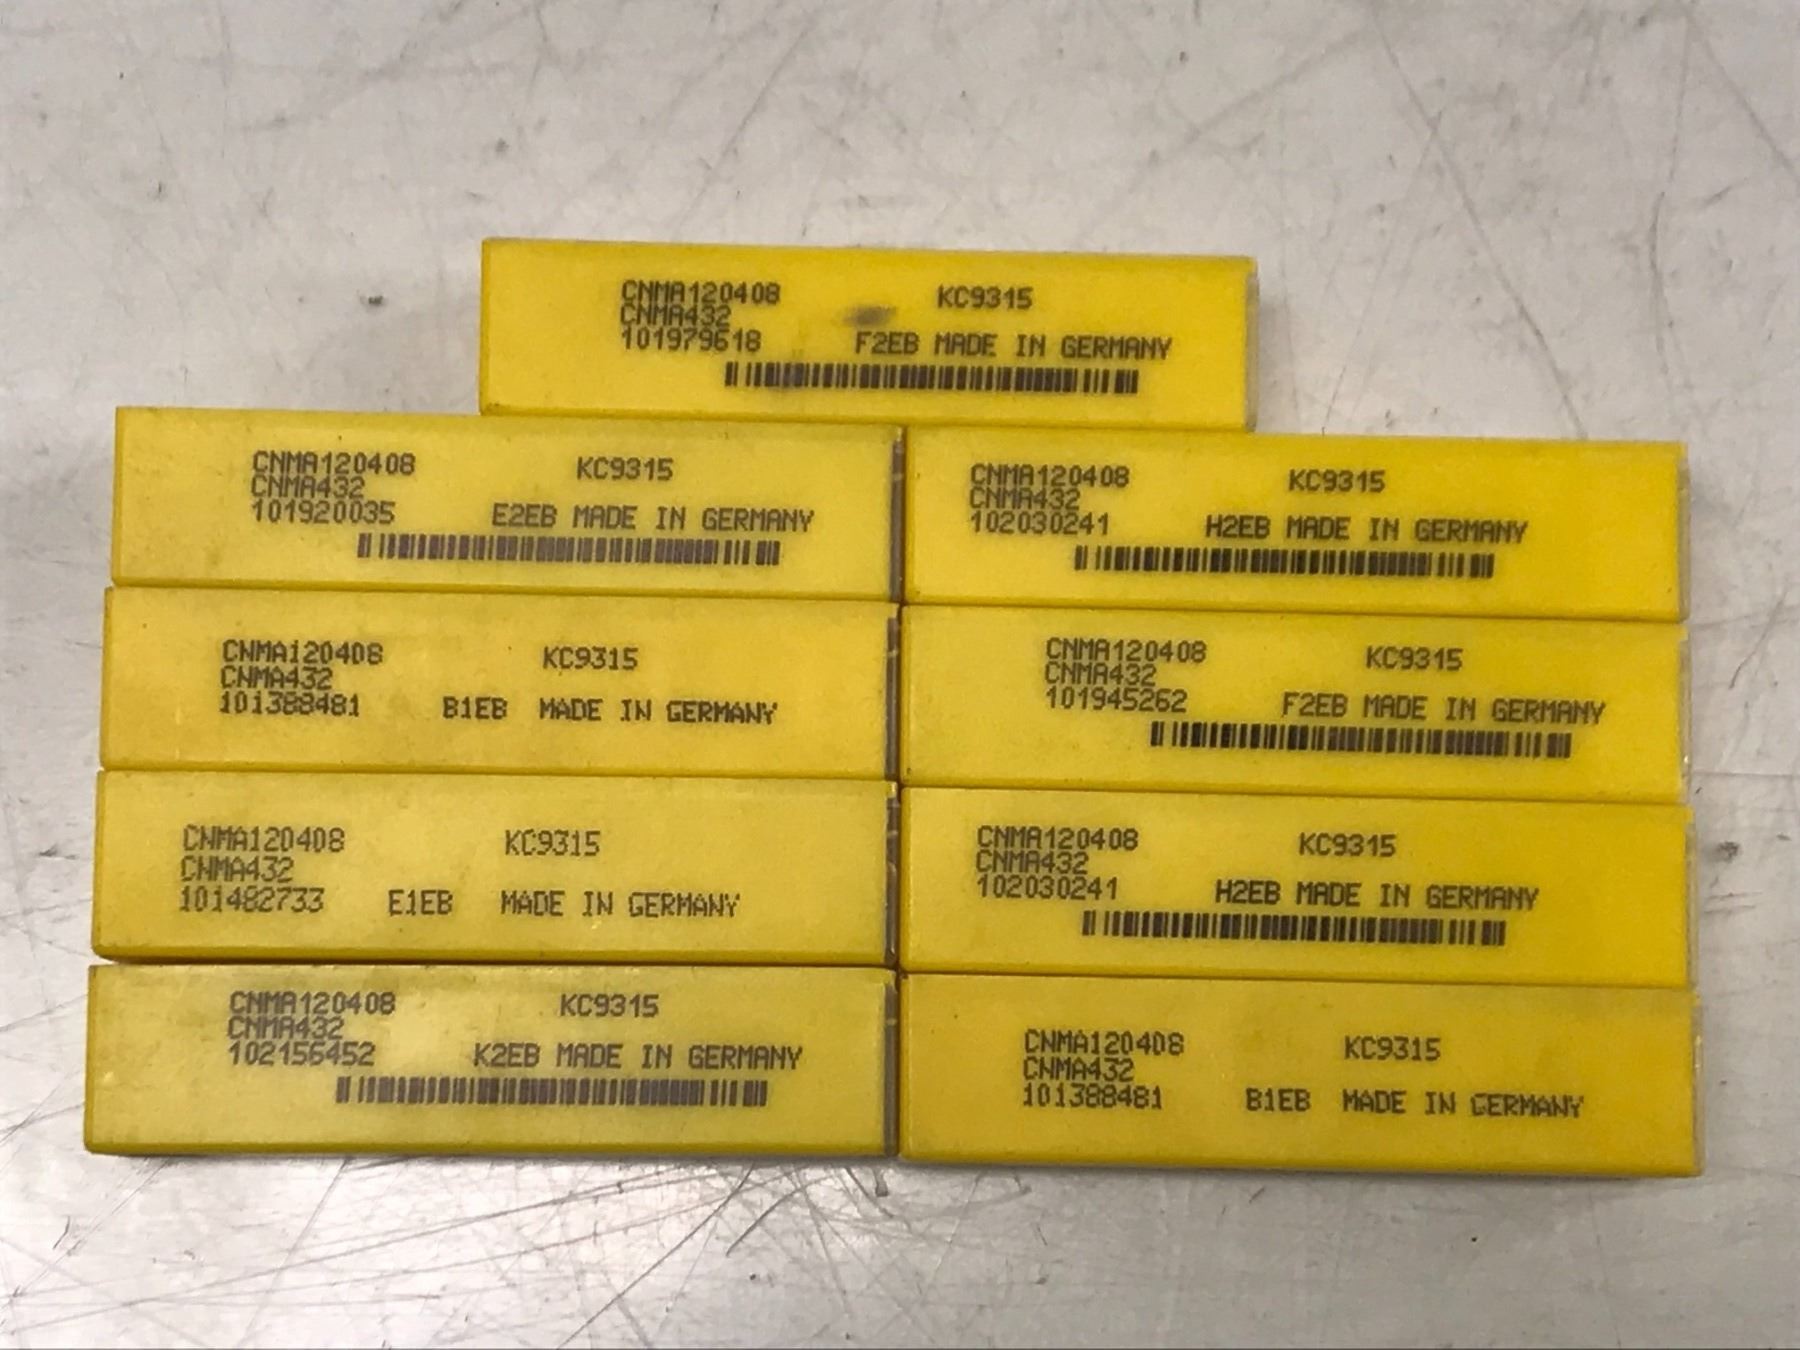 CNMA120408 KC9315
CNMA432
101979618 F2EB MADE IN GERMANY
CNMA120408 KC9315
CNMA432
101920035 E2EB MADE IN GERMANY
CNMA120408 KC9315
CNMA432
102030241 H2EB MADE IN GERMANY
CNMA120408 KC9315
CNMA432
101388481 B1EB MADE IN GERMANY
CNMA120408 KC9315
CNMA432
101945262 F2EB MADE IN GERMANY
CNMA120408 KC9315
CNMA432
101482733 E1EB MADE IN GERMANY
CNMA120408 KC9315
CNMA432
102030241 H2EB MADE IN GERMANY
CNMA120408 KC9315
CNMA432
102156452 K2EB MADE IN GERMANY
CNMA120408 KC9315
CNMA432
101388481 B1EB MADE IN GERMANY